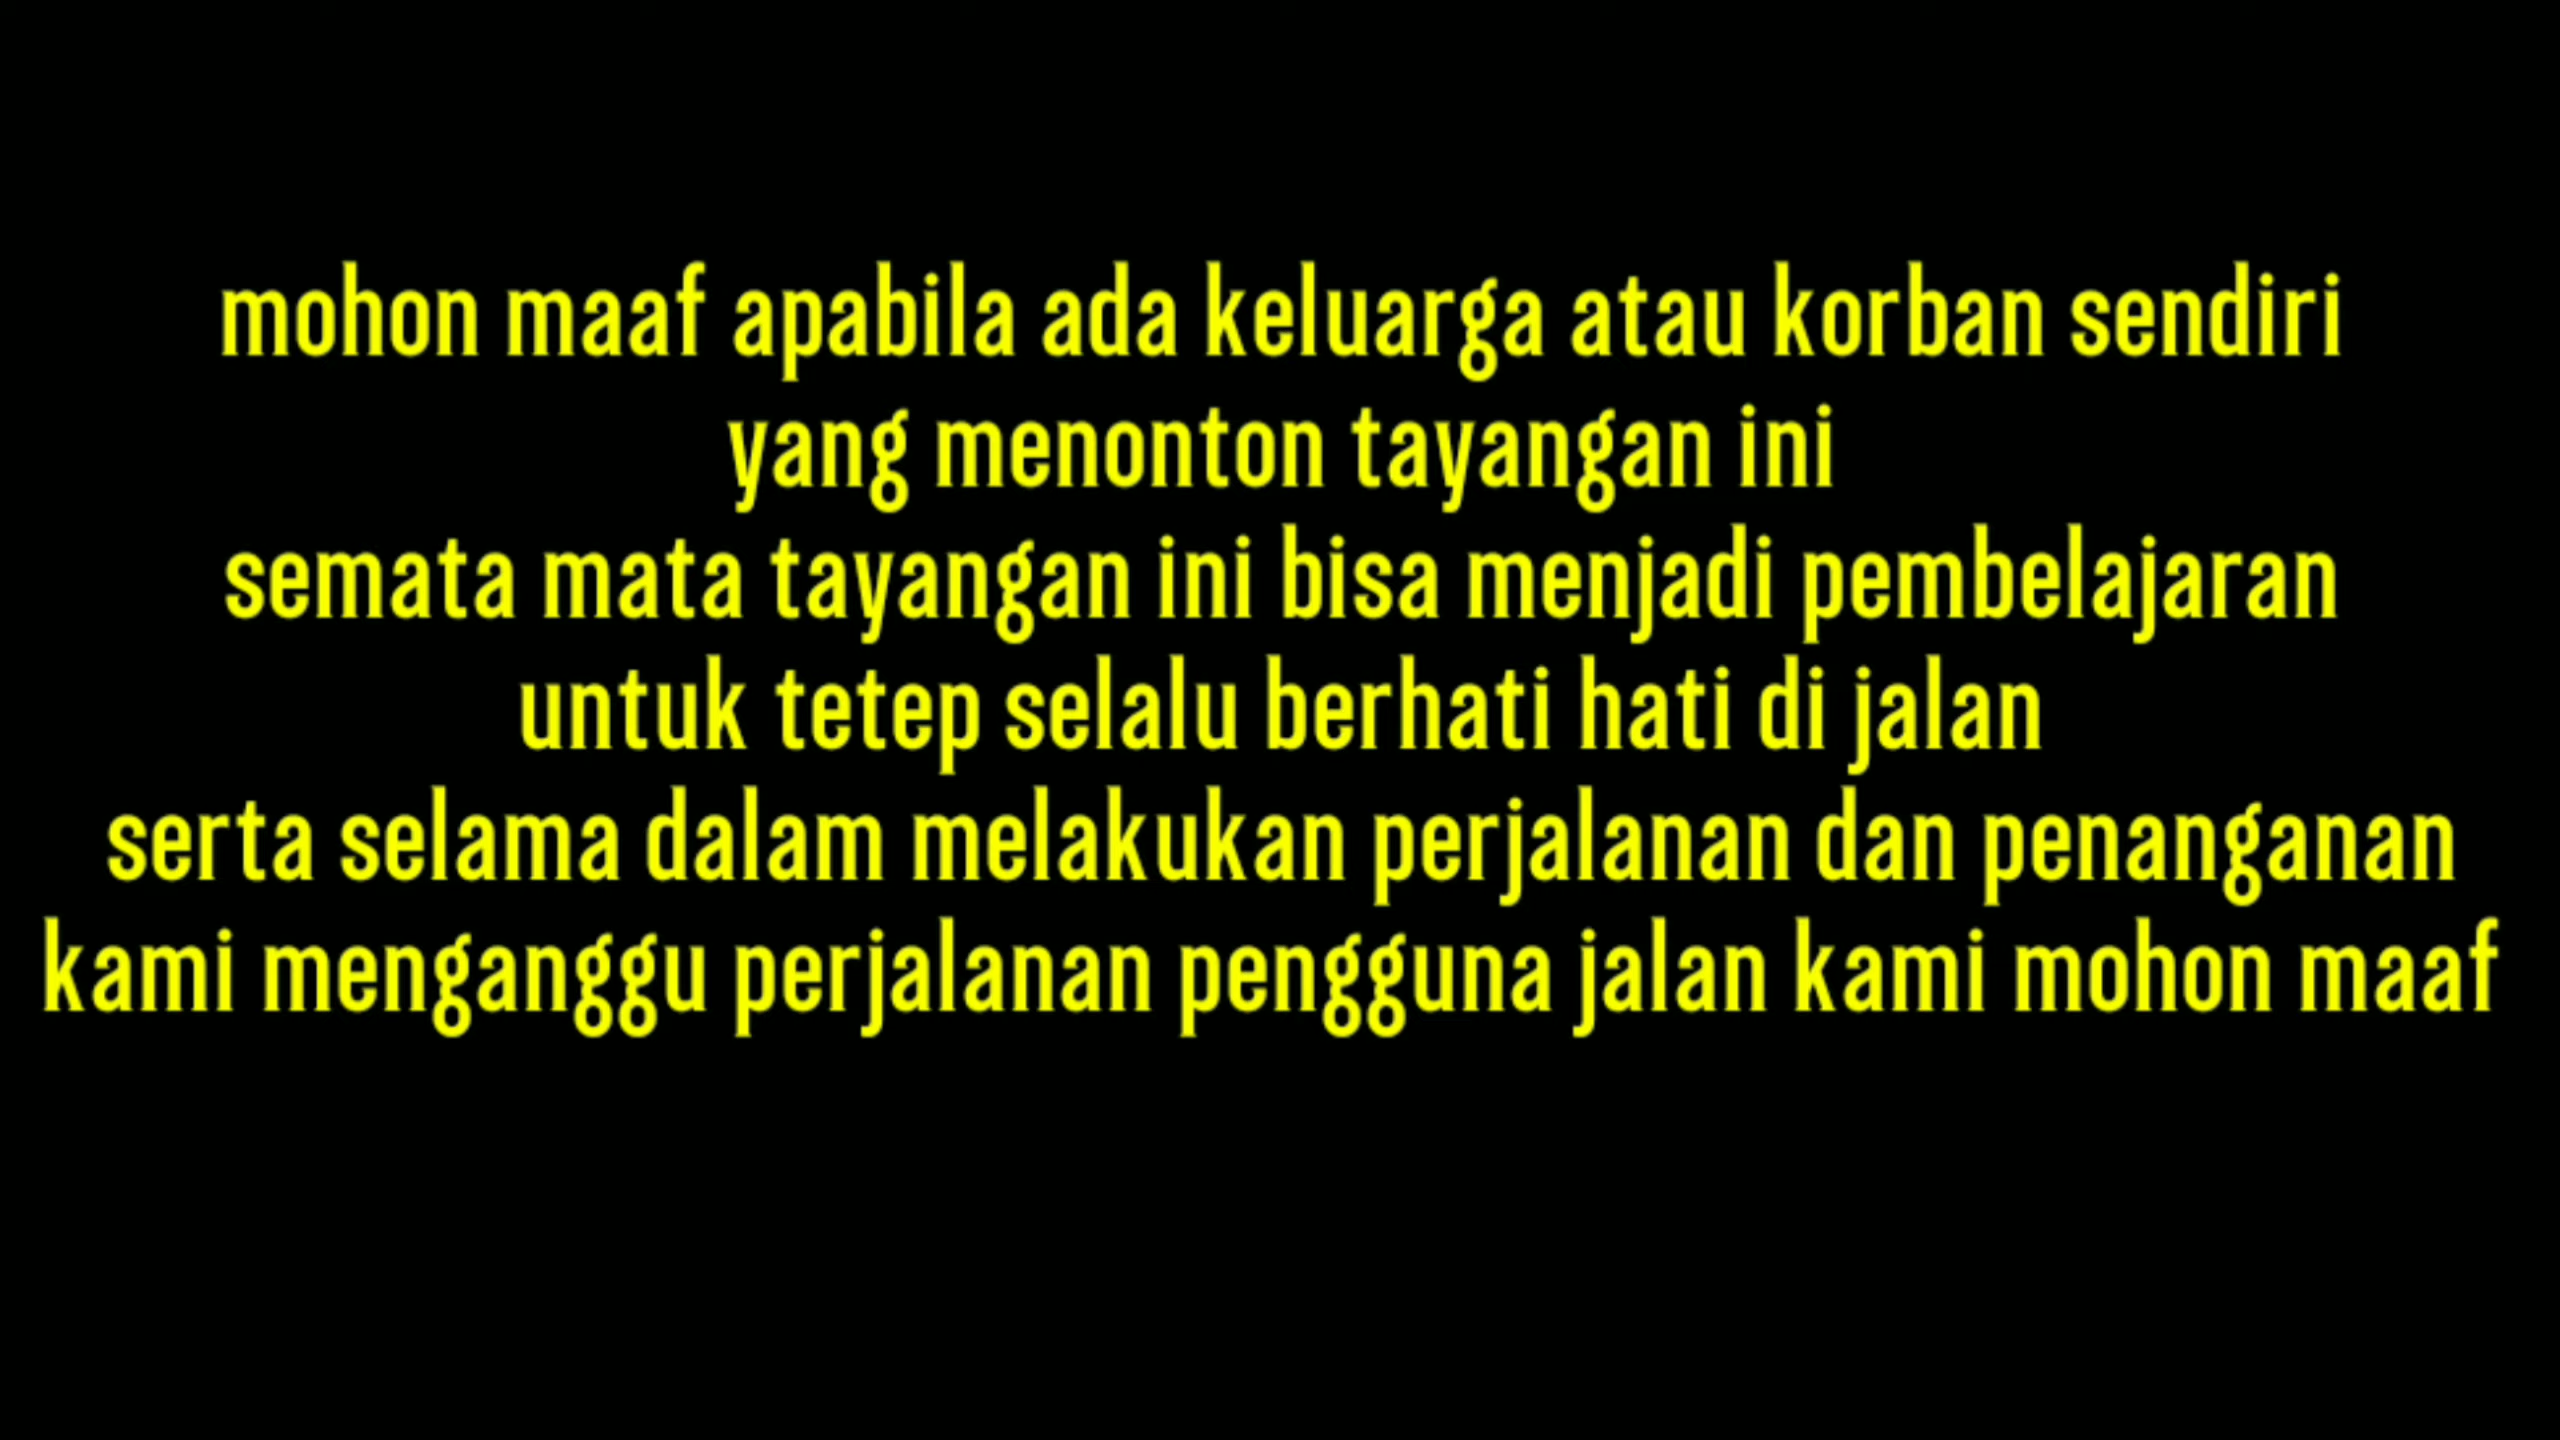 mohon maaf apabila ada keluarga atau korban sendiri
yang menonton tayangan ini
semata mata tayangan ini bisa menjadi pembelajaran
untuk tetep selalu berhati hati di jalan
serta selama dalam melakukan perjalanan dan penanganan
kami menganggu perjalanan pengguna jalan kami mohon maaf